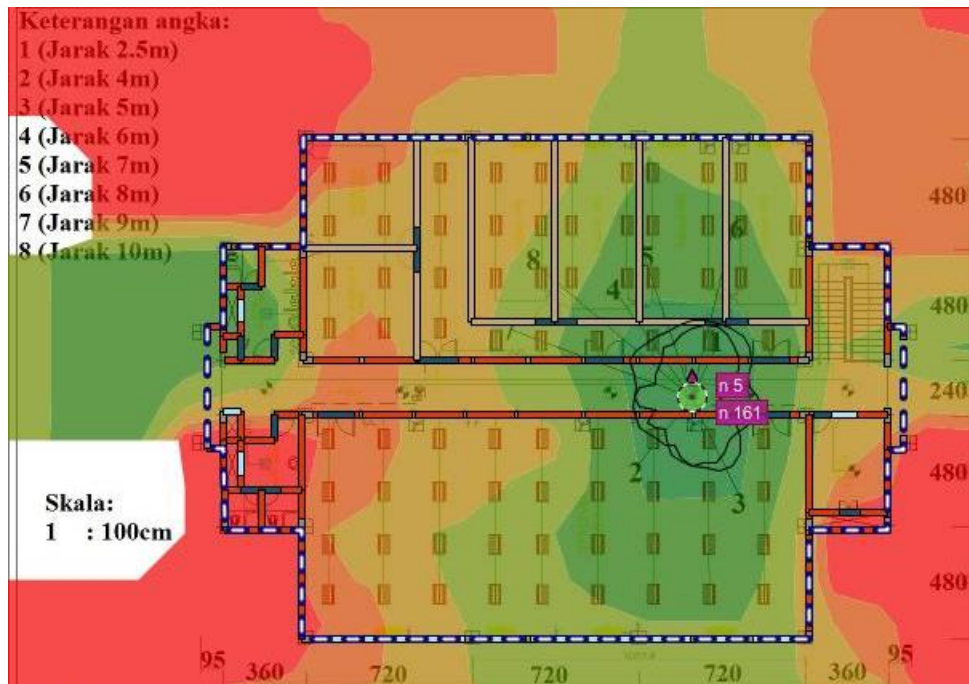 Keterangan angka:
1 (Jarak 2.5m)
2 (Jarak 4m)
3 (Jarak 5m)
4 (Jarak 6m)
5 (Jarak 7m)
6 (Jarak 8m)
7 (Jarak 9m)
8 (Jarak 10m)
480
6
8
5
4
480
7
1
n 5
240
n 161
2
480
3
Skala:
1 : 100cm
480
95
360
720
720
720
360
95